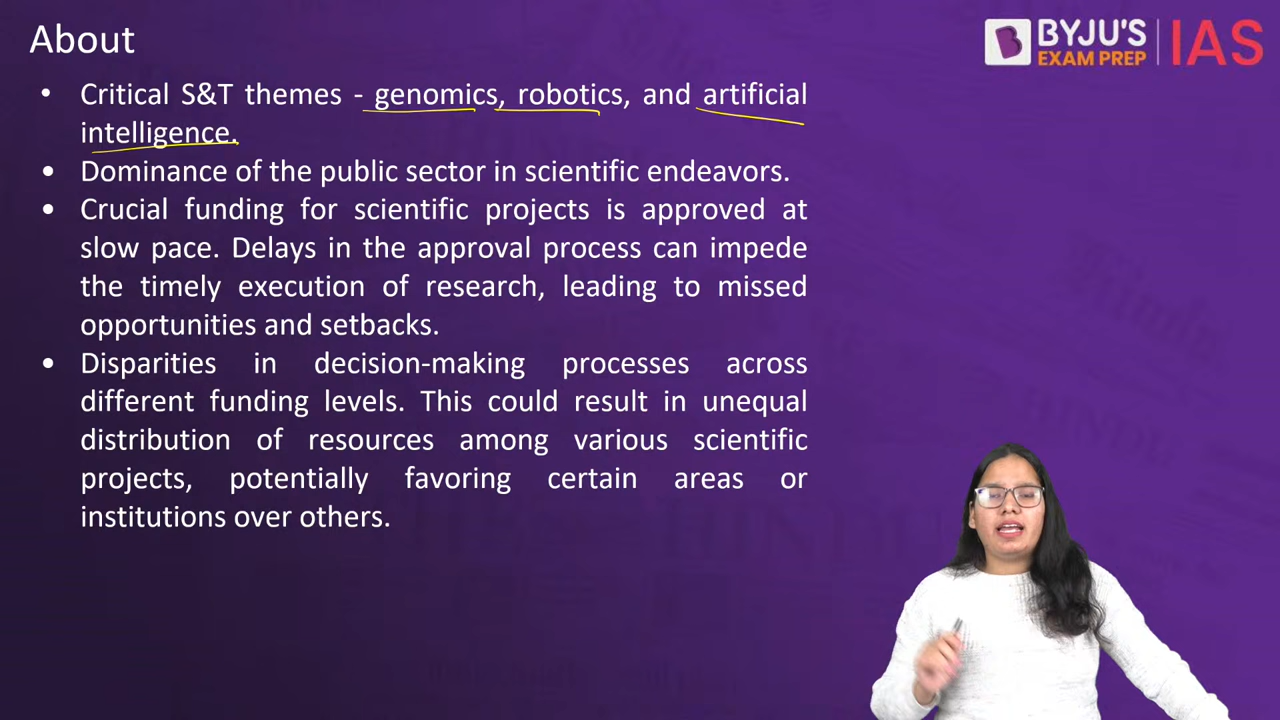 About
BYJU'S
EXAM PREP
IAS
• Critical S&T themes - genomics, robotics, and artificial
intelligence.
• Dominance of the public sector in scientific endeavors.
• Crucial funding for scientific projects is approved at
slow pace. Delays in the approval process can impede
the timely execution of research, leading to missed
opportunities and setbacks.
• Disparities in decision-making processes across
different funding levels. This could result in unequal
distribution of resources among various scientific
projects, potentially favoring certain areas or
institutions over others.